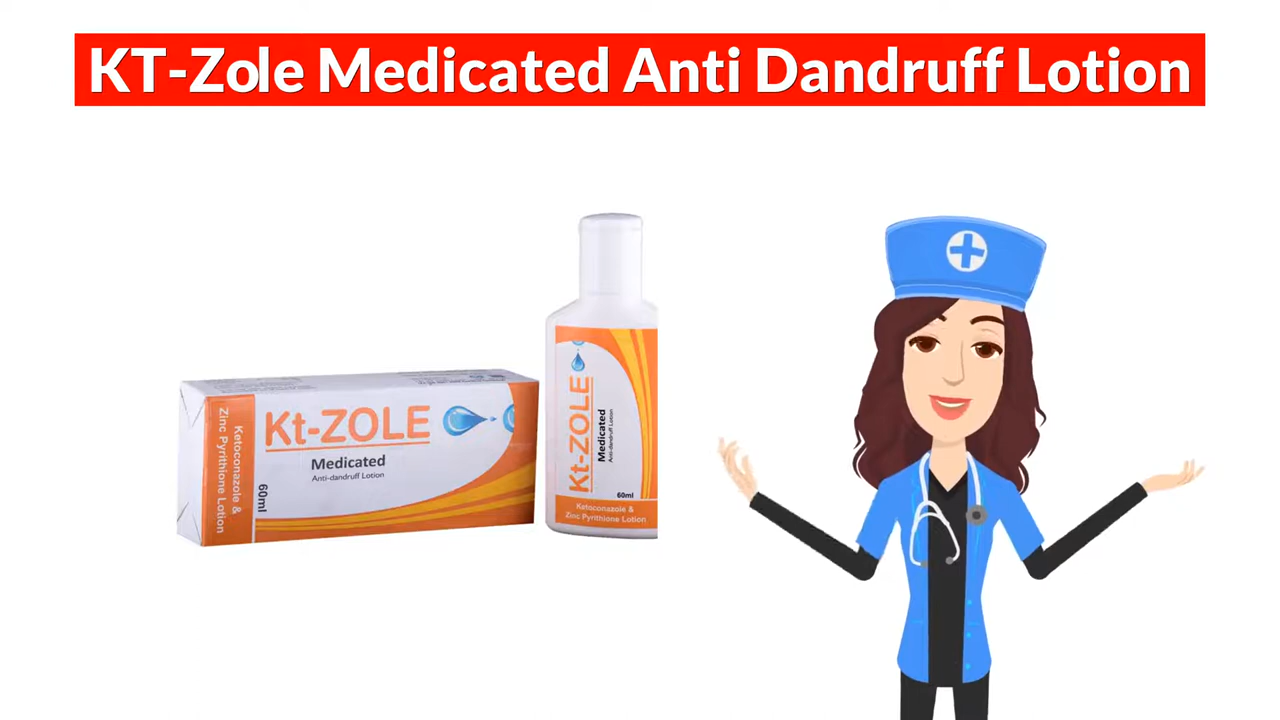 KT-Zole Medicated Anti Dandruff Lotion
Kt-ZOLE
Medicated
Anti-dandruff Lotion
Ketoconazole &
Zinc Pyrithione Lotion
60ml
Kt-ZOLE
Medicated
Anti-dandruff Lotion
60ml
Ketoconazole &
Zinc Pyrithione Lotion